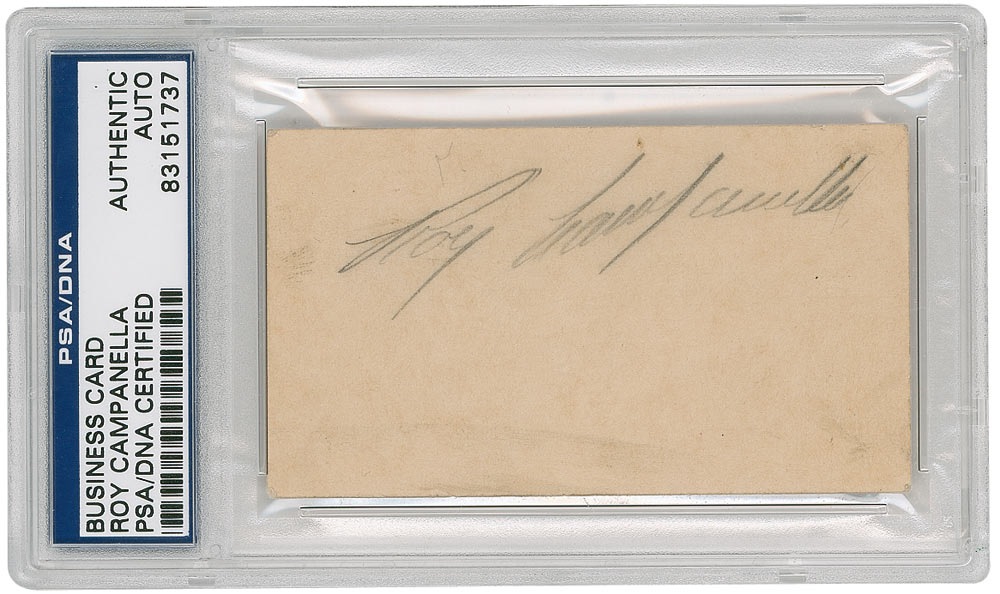 PSA/DNA
BUSINESS CARD
ROY CAMPANELLA
PSA/DNA CERTIFIED
AUTHENTIC
AUTO
83151737
Roy Campanella